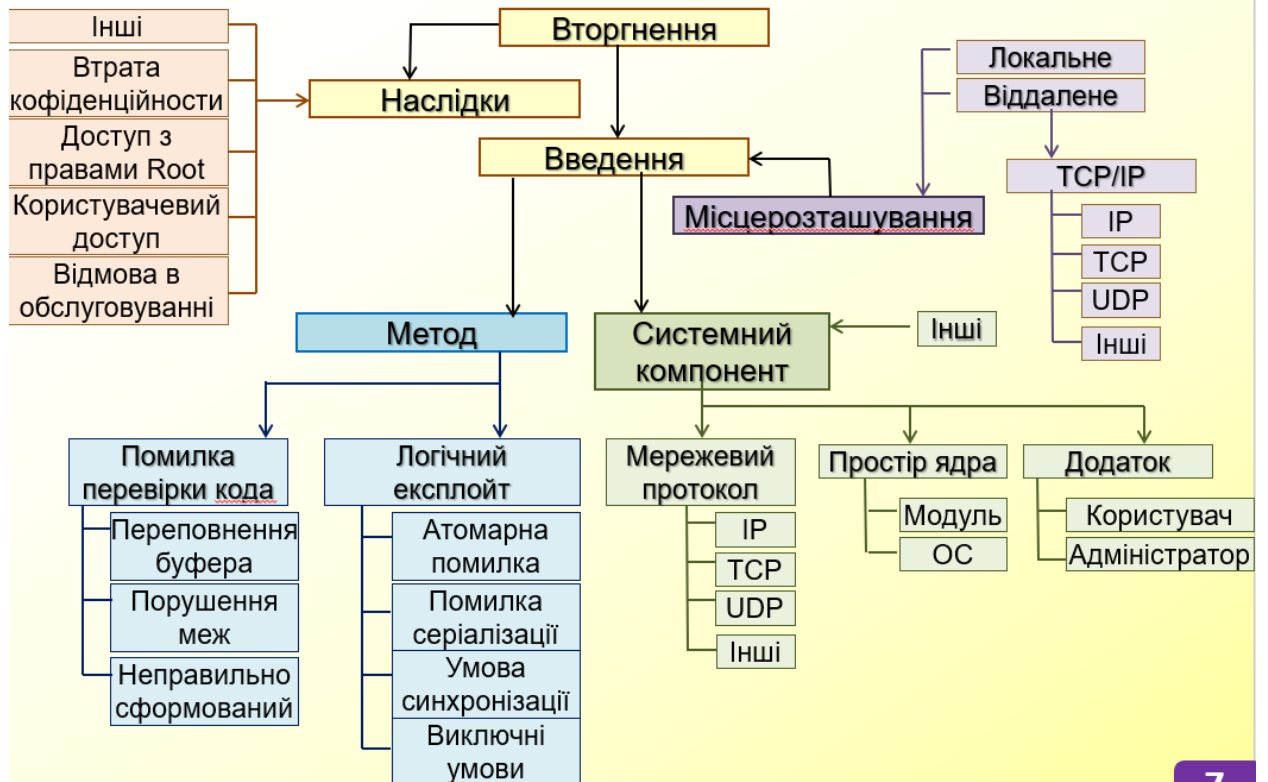 Вторгнення
Інші
Втрата
кофіденційности
Доступ з
правами Root
Користувачевий
доступ
Відмова в
обслуговуванні
Наслідки
Введення
Локальне
Віддалене
TCP/IP
IP
TCP
UDP
Інші
Місцерозташування
Метод
Системний
компонент
Інші
Помилка
перевірки кода
Переповнення
буфера
Порушення
меж
Неправильно
сформований
Логічний
експлойт
Атомарна
помилка
Помилка
серіалізації
Умова
синхронізації
Виключні
умови
Мережевий
протокол
IP
TCP
UDP
Інші
Простір ядра
Модуль
ОС
Додаток
Користувач
Адміністратор
7